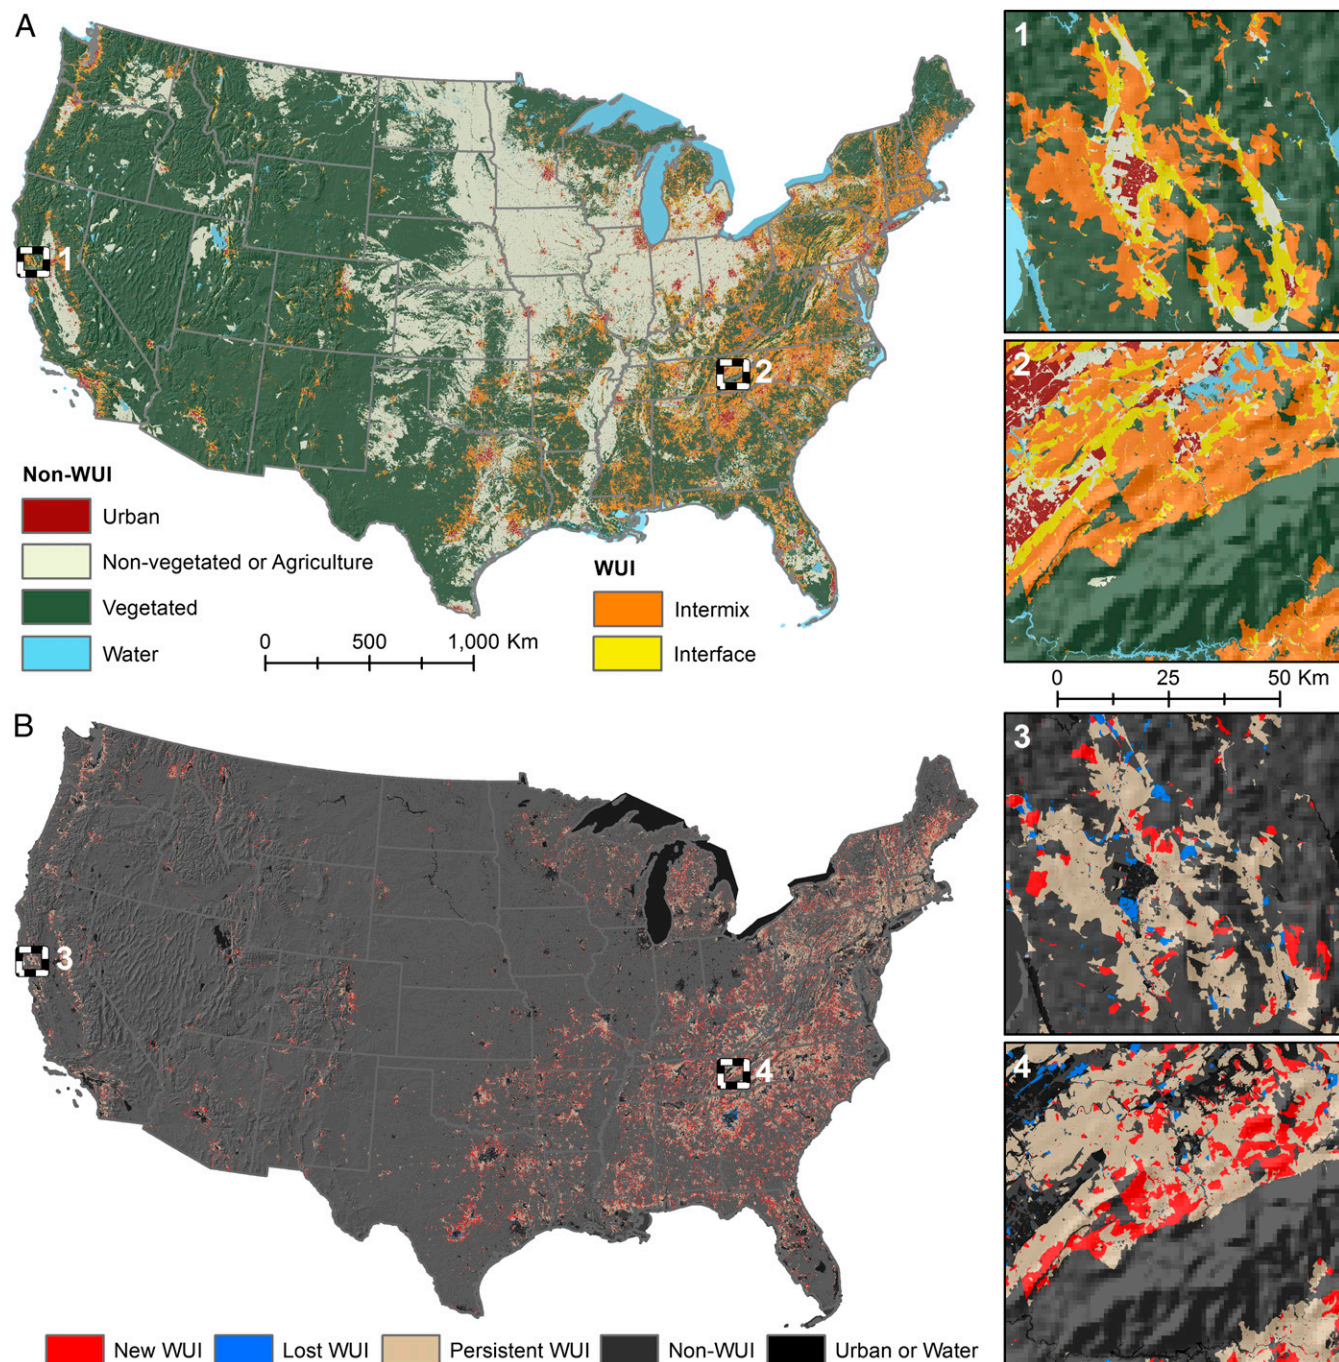 A
1
2
Non-WUI
Urban
Non-vegetated or Agriculture
Vegetated
Water
0 500 1,000 Km
WUI
Intermix
Interface
1
2
0 25 50 Km
B
3
4
3
4
New WUI Lost WUI Persistent WUI Non-WUI Urban or Water